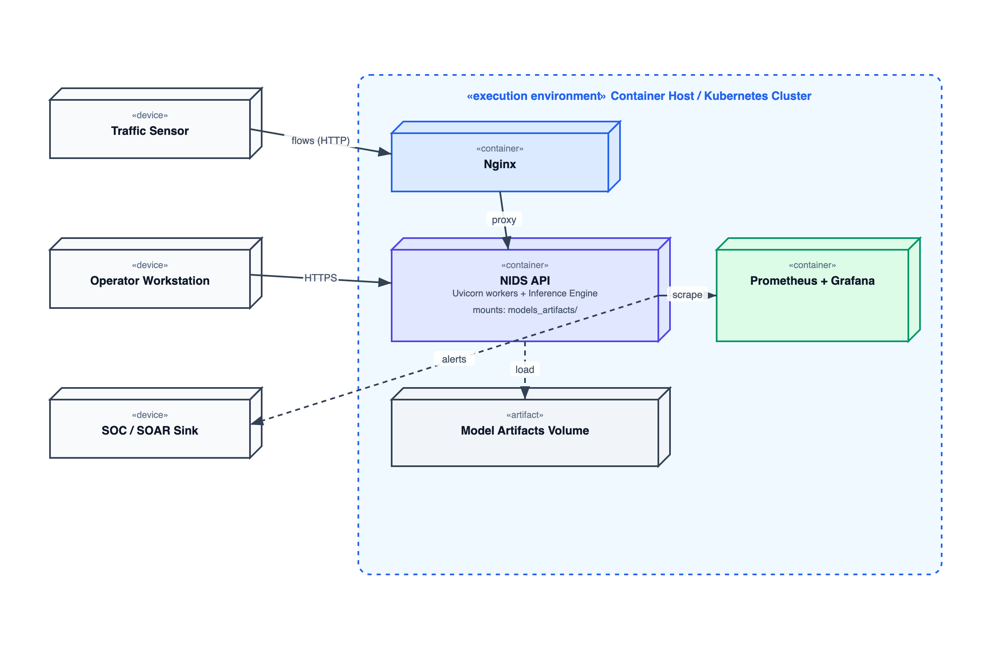 «execution environment» Container Host / Kubernetes Cluster
«device»
Traffic Sensor
flows (HTTP)
«container»
Nginx
proxy
«device»
Operator Workstation
HTTPS
«container»
NIDS API
Uvicorn workers + Inference Engine
mounts: models_artifacts/
scrape
«container»
Prometheus + Grafana
alerts
load
«device»
SOC / SOAR Sink
«artifact»
Model Artifacts Volume